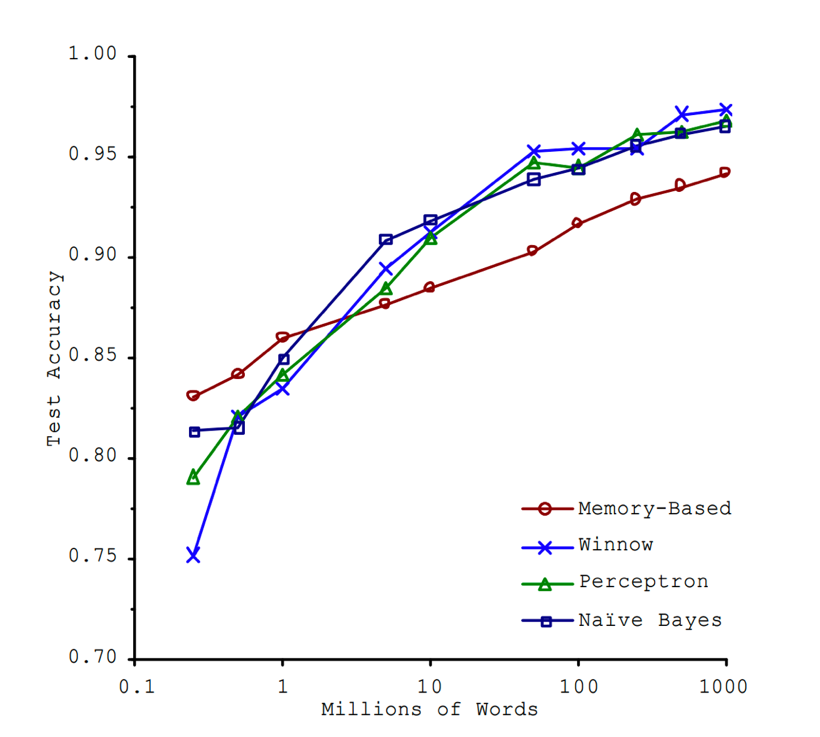 1.00
0.95
0.90
0.85
0.80
0.75
0.70
Test Accuracy
Memory-Based
Winnow
Perceptron
Naïve Bayes
0.1 1 10 100 1000
Millions of Words